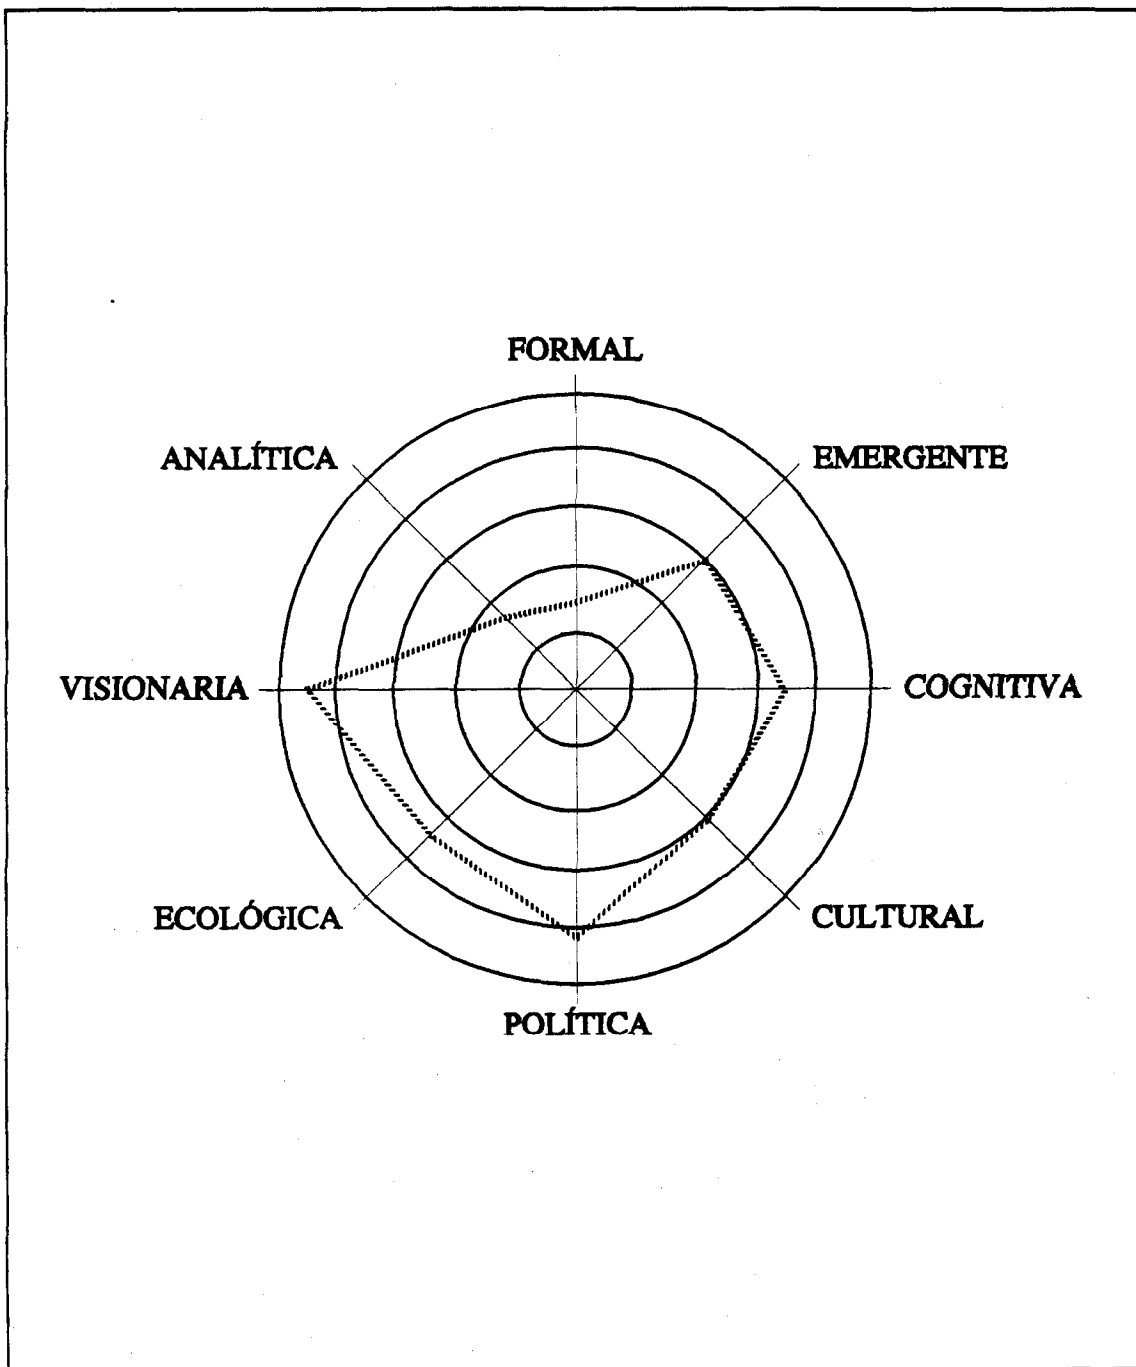 FORMAL
ANALÍTICA
EMERGENTE
VISIONARIA
COGNITIVA
ECOLÓGICA
CULTURAL
POLÍTICA